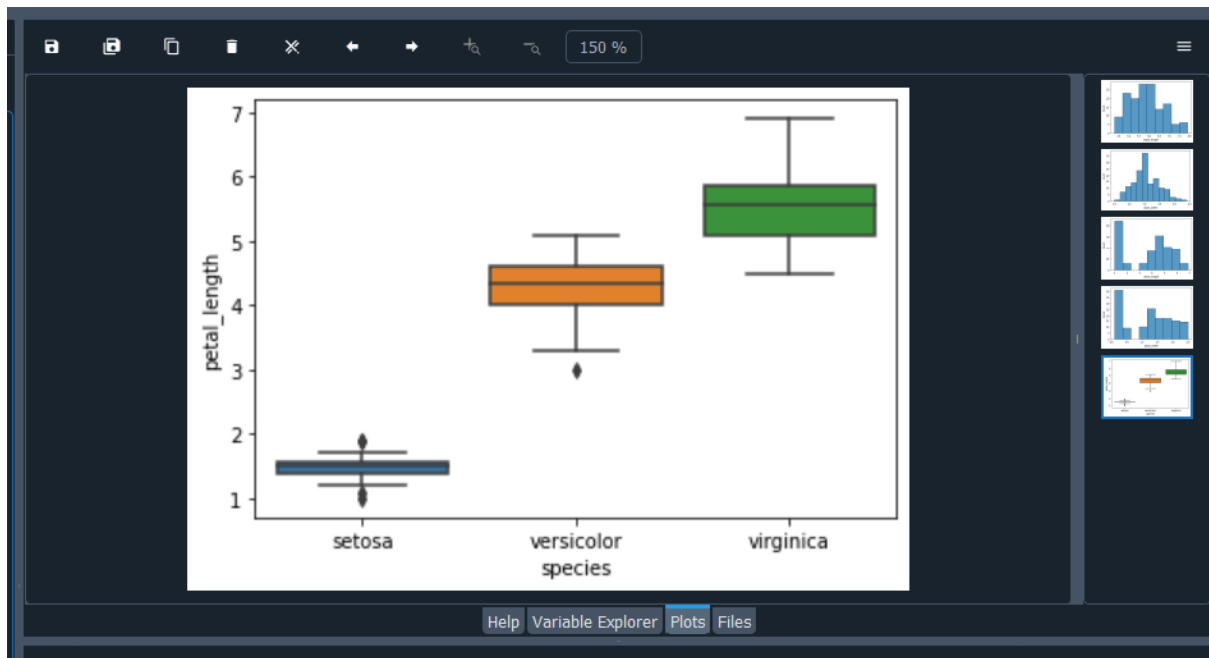 150 %
7
6
5
4
3
2
1
petal_length
setosa versicolor virginica
species
Help Variable Explorer Plots Files